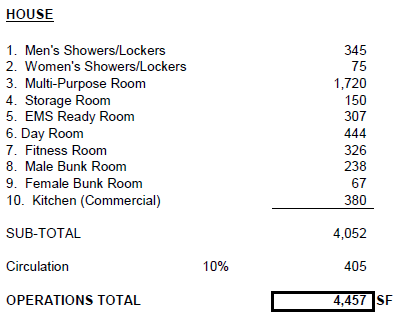 HOUSE
1. Men's Showers/Lockers 345
2. Women's Showers/Lockers 75
3. Multi-Purpose Room 1,720
4. Storage Room 150
5. EMS Ready Room 307
6. Day Room 444
7. Fitness Room 326
8. Male Bunk Room 238
9. Female Bunk Room 67
10. Kitchen (Commercial) 380
SUB-TOTAL 4,052
Circulation 10% 405
OPERATIONS TOTAL 4,457 SF